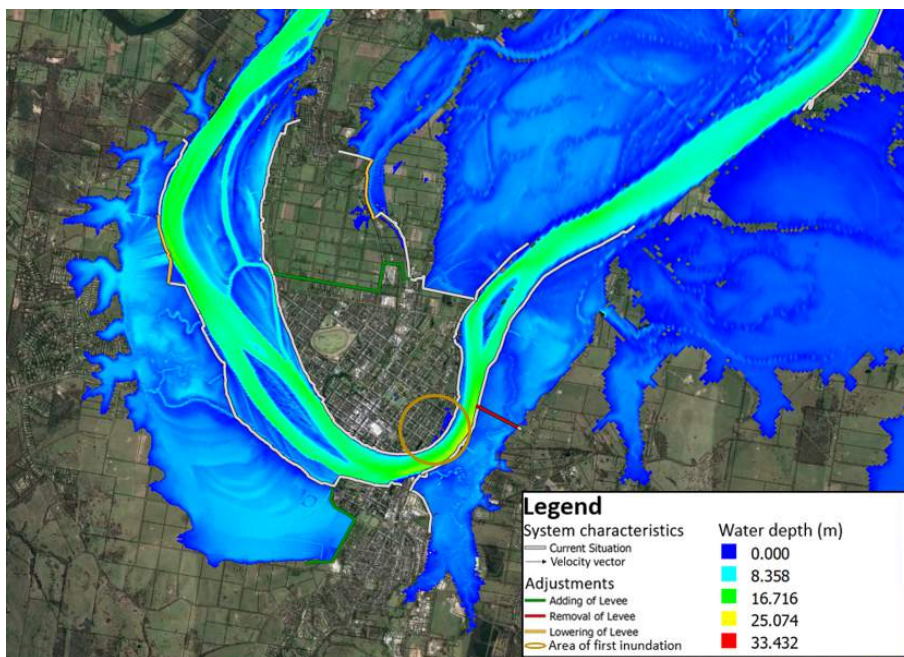 Legend
System characteristics
Current Situation
Velocity vector
Adjustments
Adding of Levee
Removal of Levee
Lowering of Levee
Area of first inundation
Water depth (m)
0.000
8.358
16.716
25.074
33.432